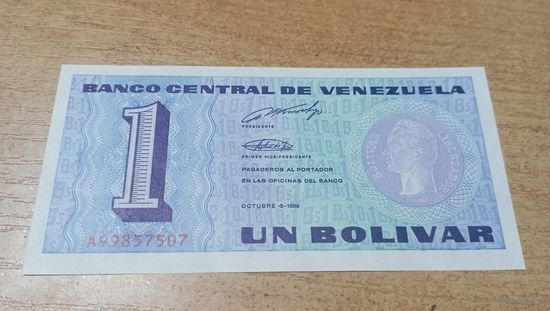 BANCO CENTRAL DE VENEZUELA
1
PRESIDENTE
PRIMER VICE-PRESIDENTE
PAGADEROS AL PORTADOR
EN LAS OFICINAS DEL BANCO
OCTUBRE -5-1989
A99857507
UN BOLIVAR
BOLIVAR